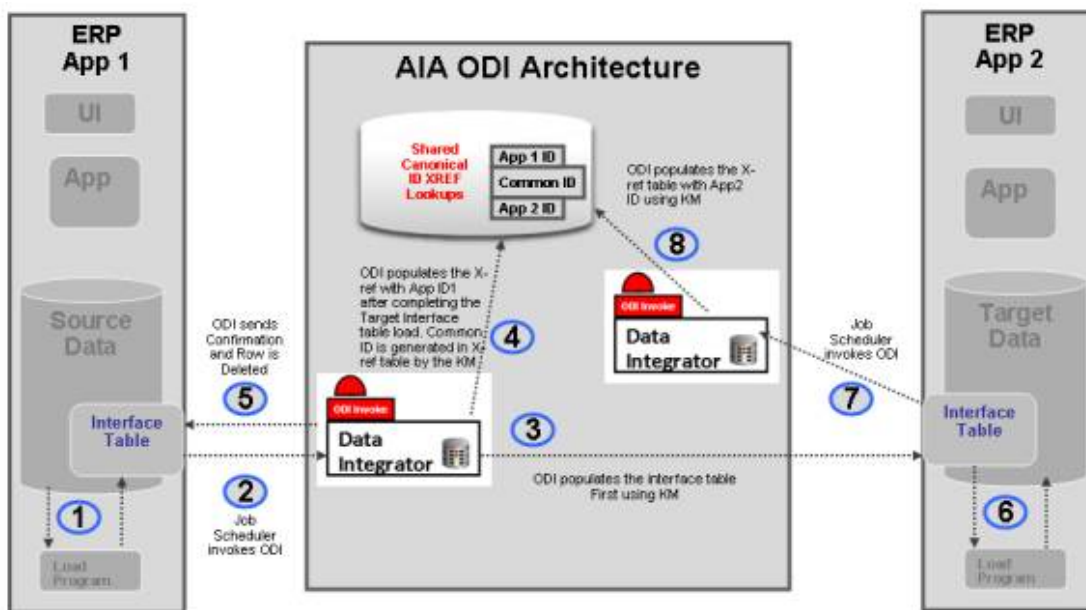 ERP
App 1
UI
App
Source
Data
Interface
Table
1
Load
Program
ODI sends
Confirmation
and Row is
Deleted
5
2
Job
Scheduler
invokes ODI
AIA ODI Architecture
Shared
Canonical
ID XREF
Lookups
App 1 ID
Common ID
App 2 ID
ODI populates the X-
ref table with App2
ID using KM
8
ODI populates the X-
ref with App ID1
after completing the
Target Interface
table load, Common
ID is generated in X-
ref table by the KM
4
ODI Invoke
Data
Integrator
ODI Invoke
Data
Integrator
3
ODI populates the interface table
First using KM
Job
Scheduler
invokes ODI
7
ERP
App 2
UI
App
Target
Data
Interface
Table
6
Load
Program